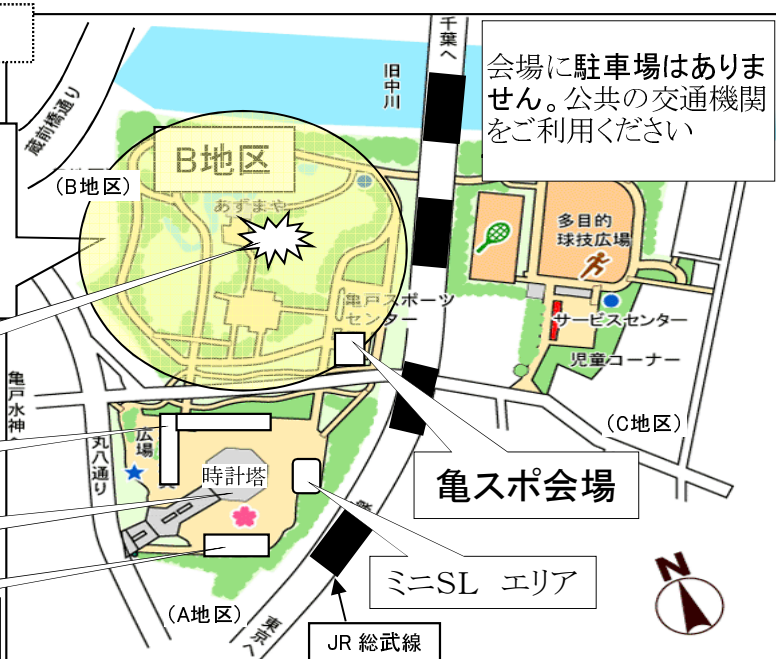 千葉へ
会場に駐車場はありま
せん。公共の交通機関
をご利用ください
旧中川
蔵前橋通り
B地区
（B地区）
あずまや
多目的
球技広場
亀戸スポーツ
センター
サービスセンター
児童コーナー
亀戸水神へ
丸八通り
広場
時計塔
（C地区）
亀スポ会場
ミニSL　エリア
（A地区）
東京へ
JR 総武線
N